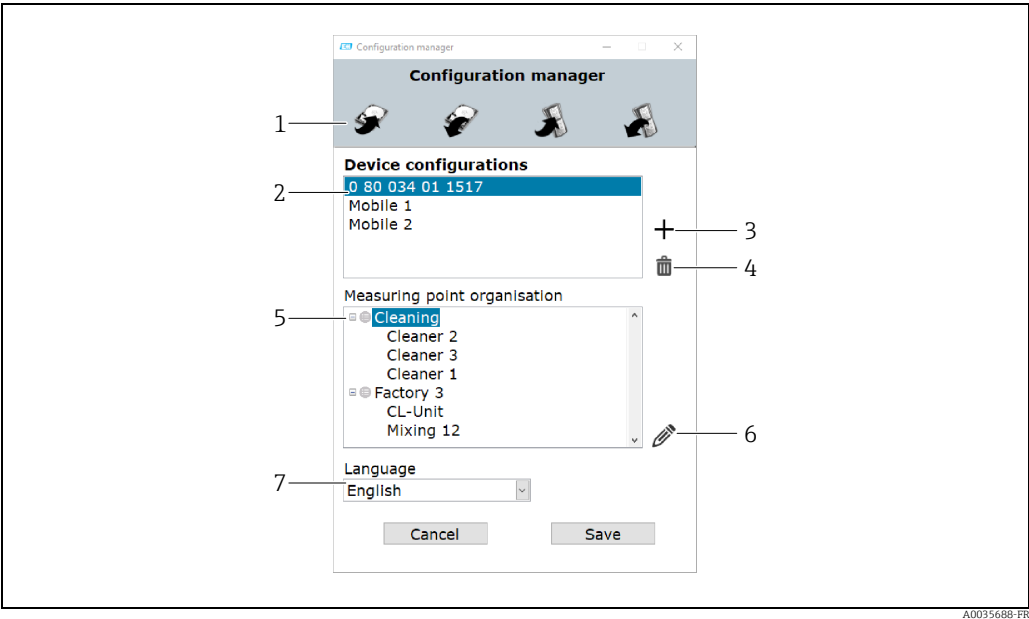 Configuration manager
Configuration manager
1
Device configurations
2
0 80 034 01 1517
Mobile 1
Mobile 2
3
4
Measuring point organisation
5
Cleaning
Cleaner 2
Cleaner 3
Cleaner 1
Factory 3
CL-Unit
Mixing 12
6
Language
7
English
Cancel Save
A0035688-FR